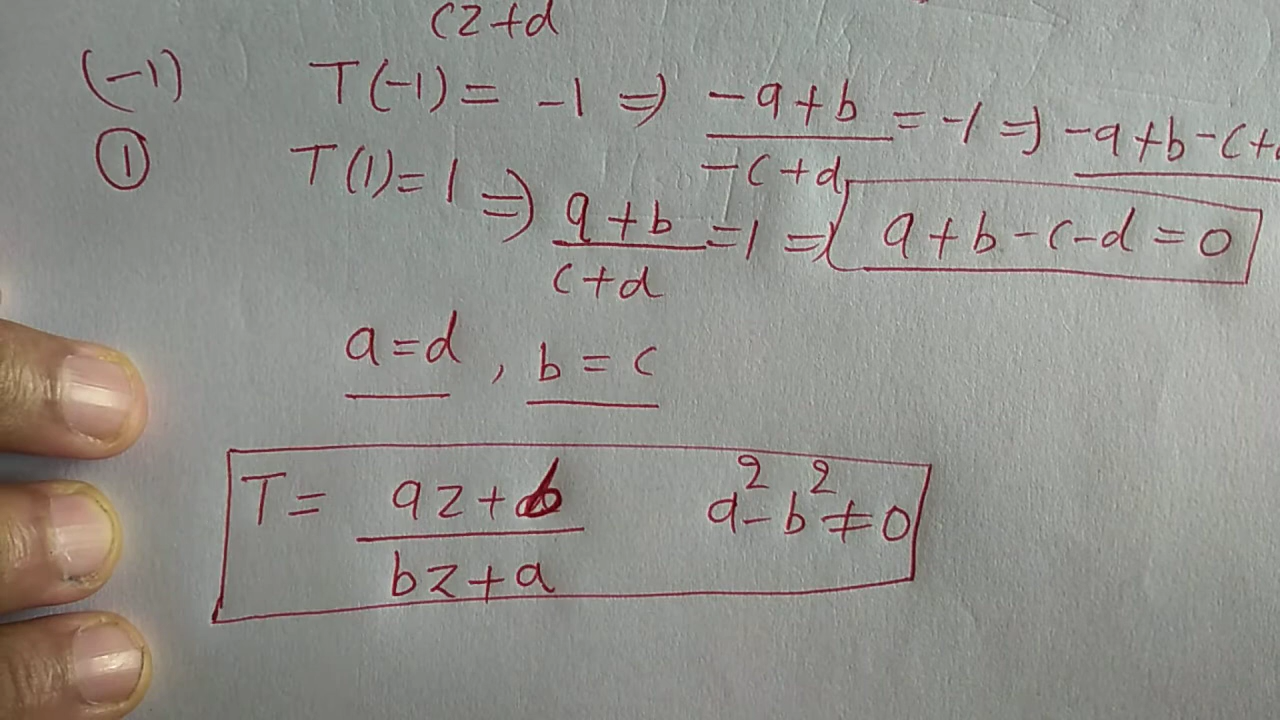 cz+d
(-1) T(-1) = -1 ⇒ (-a+b)/(-c+d) = -1 ⇒ -a+b-c+
① T(1) = 1 ⇒ (a+b)/(c+d) = 1 ⇒ a+b-c-d = 0
a=d, b=c
T = (az+b)/(bz+a) a²-b² ≠ 0